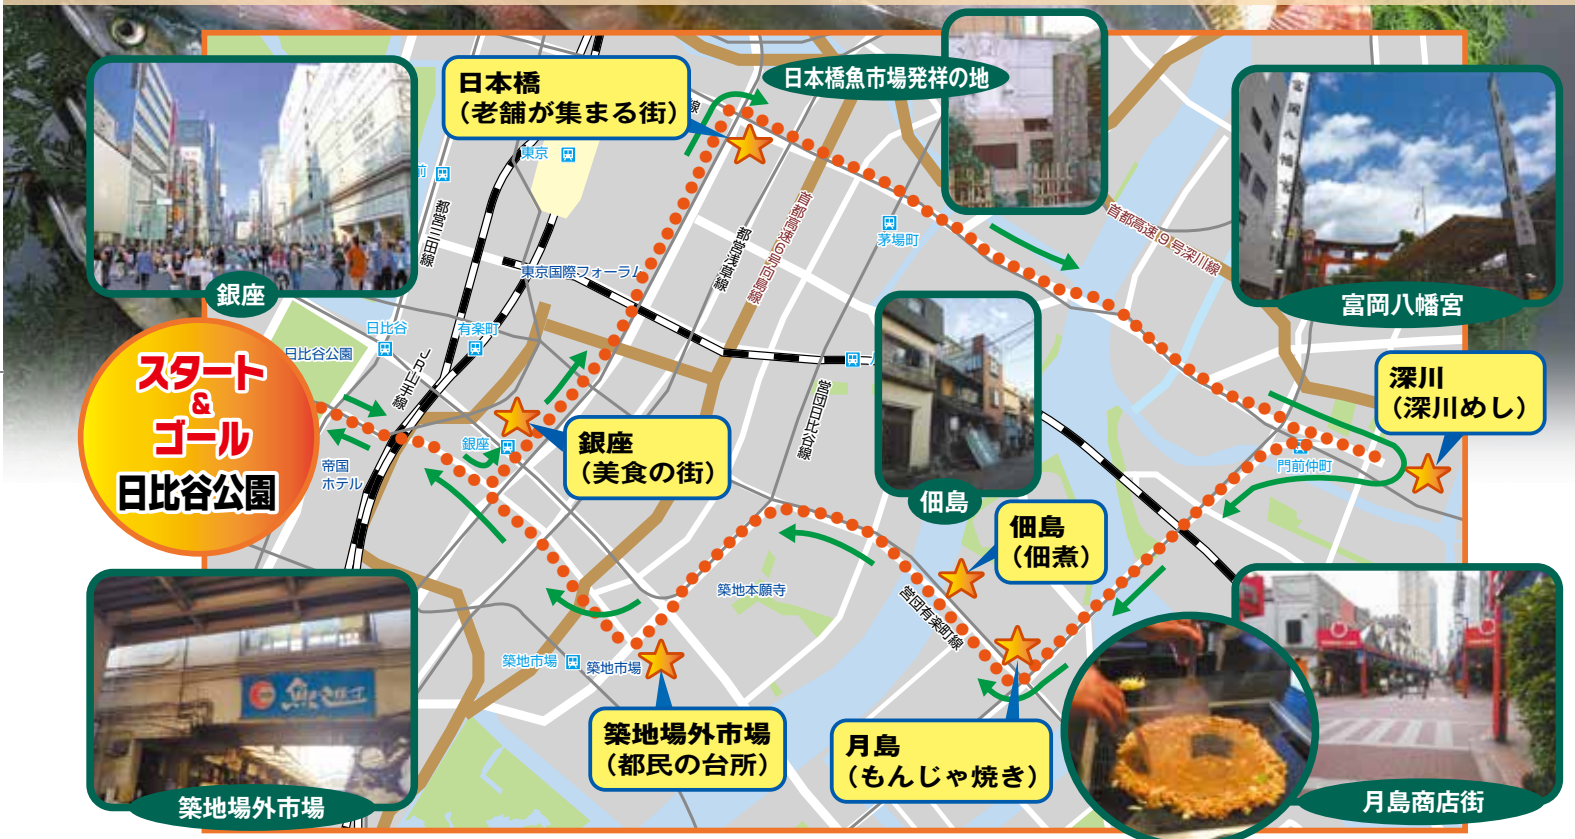 日本橋
(老舗が集まる街)
日本橋魚市場発祥の地
富岡八幡宮
富岡八幡宮
銀座
スタート
&
ゴール
日比谷公園
線
東京
前
都営三田線
東京国際フォーラム
都営浅草線
首都高速6号向島線
茅場町
首都高速9号深川線
日比谷公園
日比谷
有楽町
JR山手線
帝国
ホテル
銀座
銀座
(美食の街)
営団日比谷線
佃島
深川
(深川めし)
門前仲町
佃島
(佃煮)
築地本願寺
営団有楽町線
築地市場
築地市場
築地場外市場
(都民の台所)
月島
(もんじゃ焼き)
築地場外市場
月島商店街